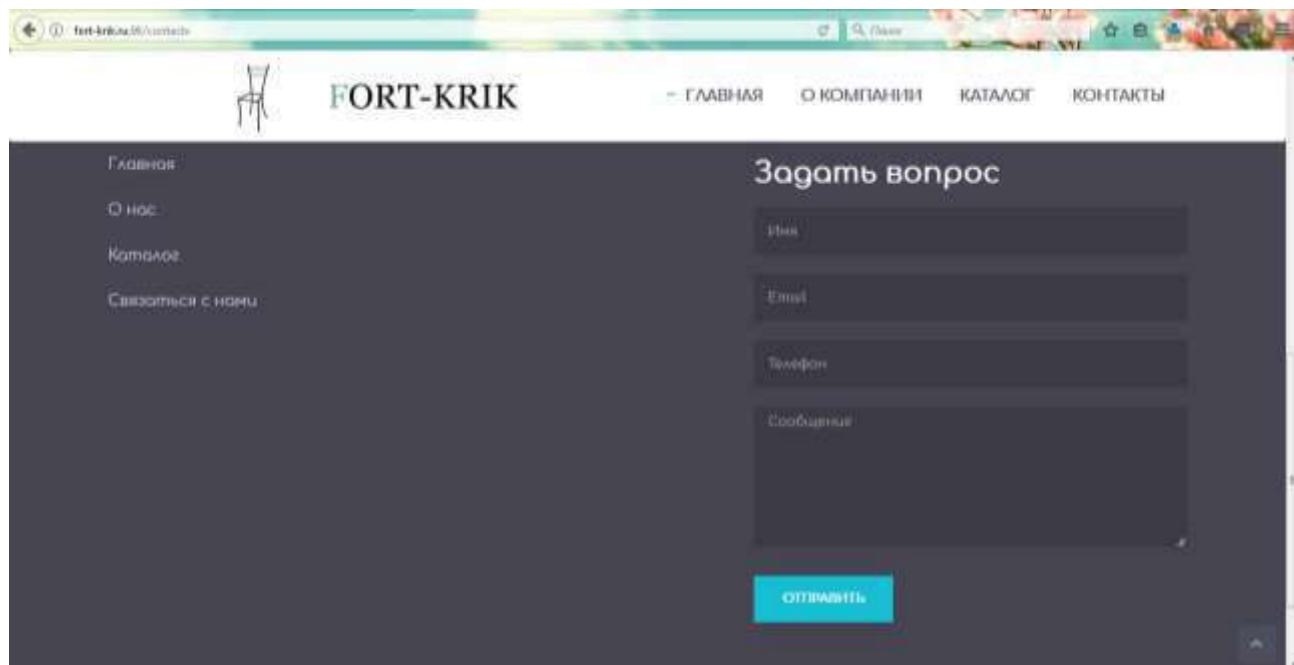 FORT-KRIK
ГЛАВНАЯ О КОМПАНИИ КАТАЛОГ КОНТАКТЫ
Главная
О нас
Каталог
Связаться с нами
Задать вопрос
Имя
Email
Телефон
Сообщение
ОТПРАВИТЬ